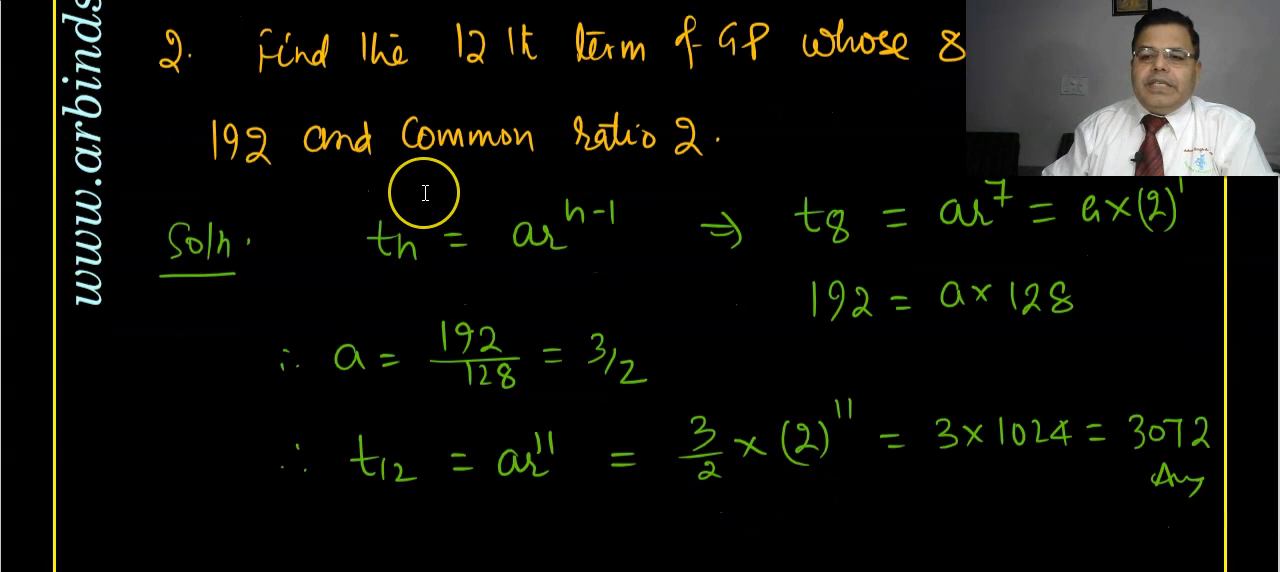 www.arbinds
2. Find the 12th term of GP whose 8
192 and Common ratio 2.
Soln. tn = ar^n-1 ⇒ t8 = ar^7 = a×(2)
192 = a× 128
∴ a = 192/128 = 3/2
∴ t12 = ar^11 = 3/2 × (2)^11 = 3×1024 = 3072
Ans